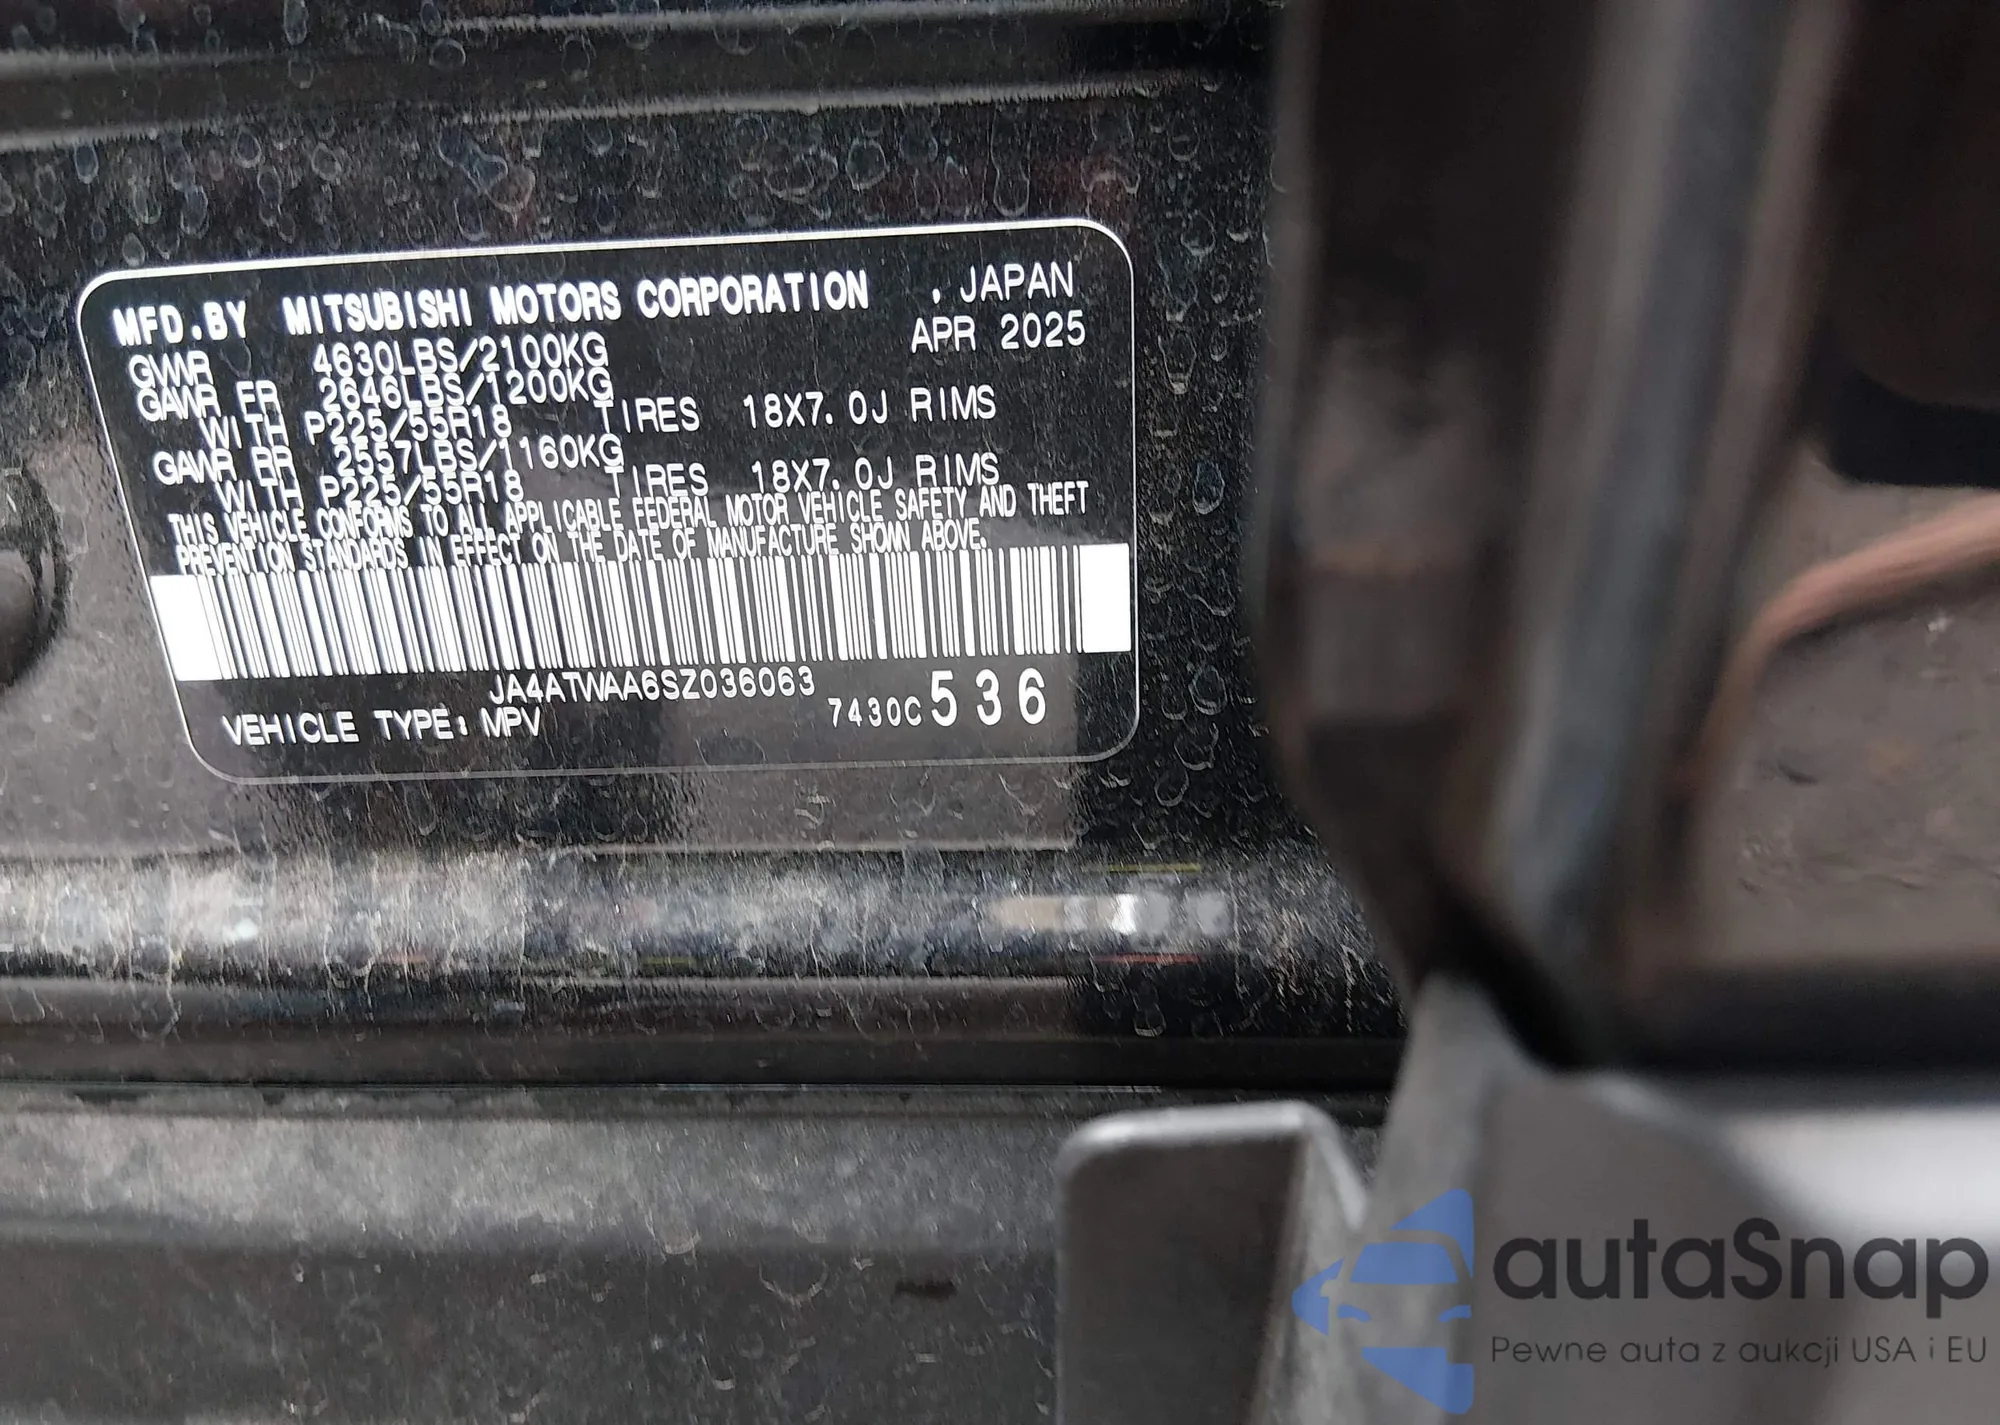 MFD.BY MITSUBISHI MOTORS CORPORATION . JAPAN
APR 2025
GVWR 4630LBS/2100KG
GAWR FR 2646LBS/1200KG
WITH P225/55R18 TIRES 18X7.0J RIMS
GAWR RR 2557LBS/1160KG
WITH P225/55R18 TIRES 18X7.0J RIMS
THIS VEHICLE CONFORMS TO ALL APPLICABLE FEDERAL MOTOR VEHICLE SAFETY AND THEFT
PREVENTION STANDARDS IN EFFECT ON THE DATE OF MANUFACTURE SHOWN ABOVE.
JA4ATWAA6SZ036063
VEHICLE TYPE: MPV 7430C 536
autaSnap
Pewne auta z aukcji USA i EU